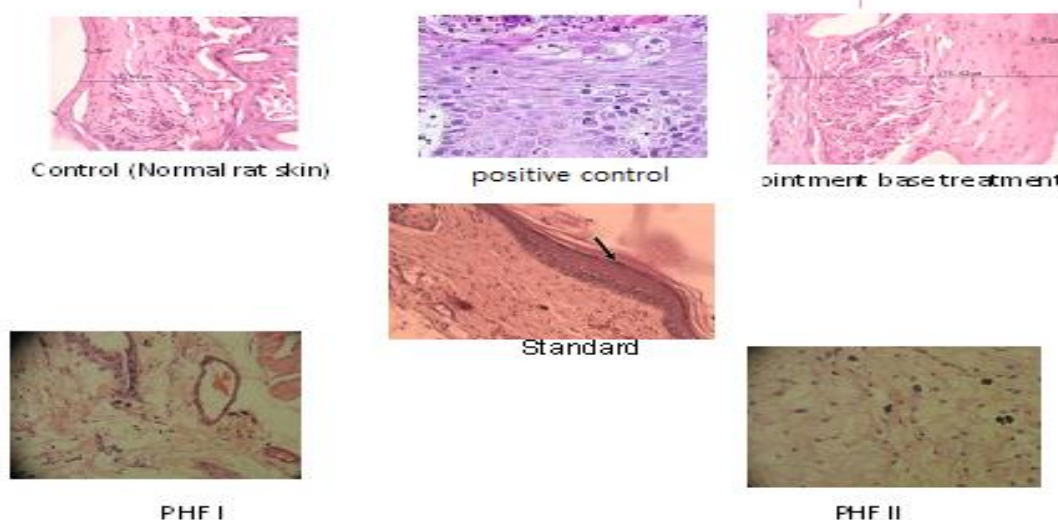 Control (Normal rat skin)
positive control
ointment base treatment
Standard
PHF I
PHF II